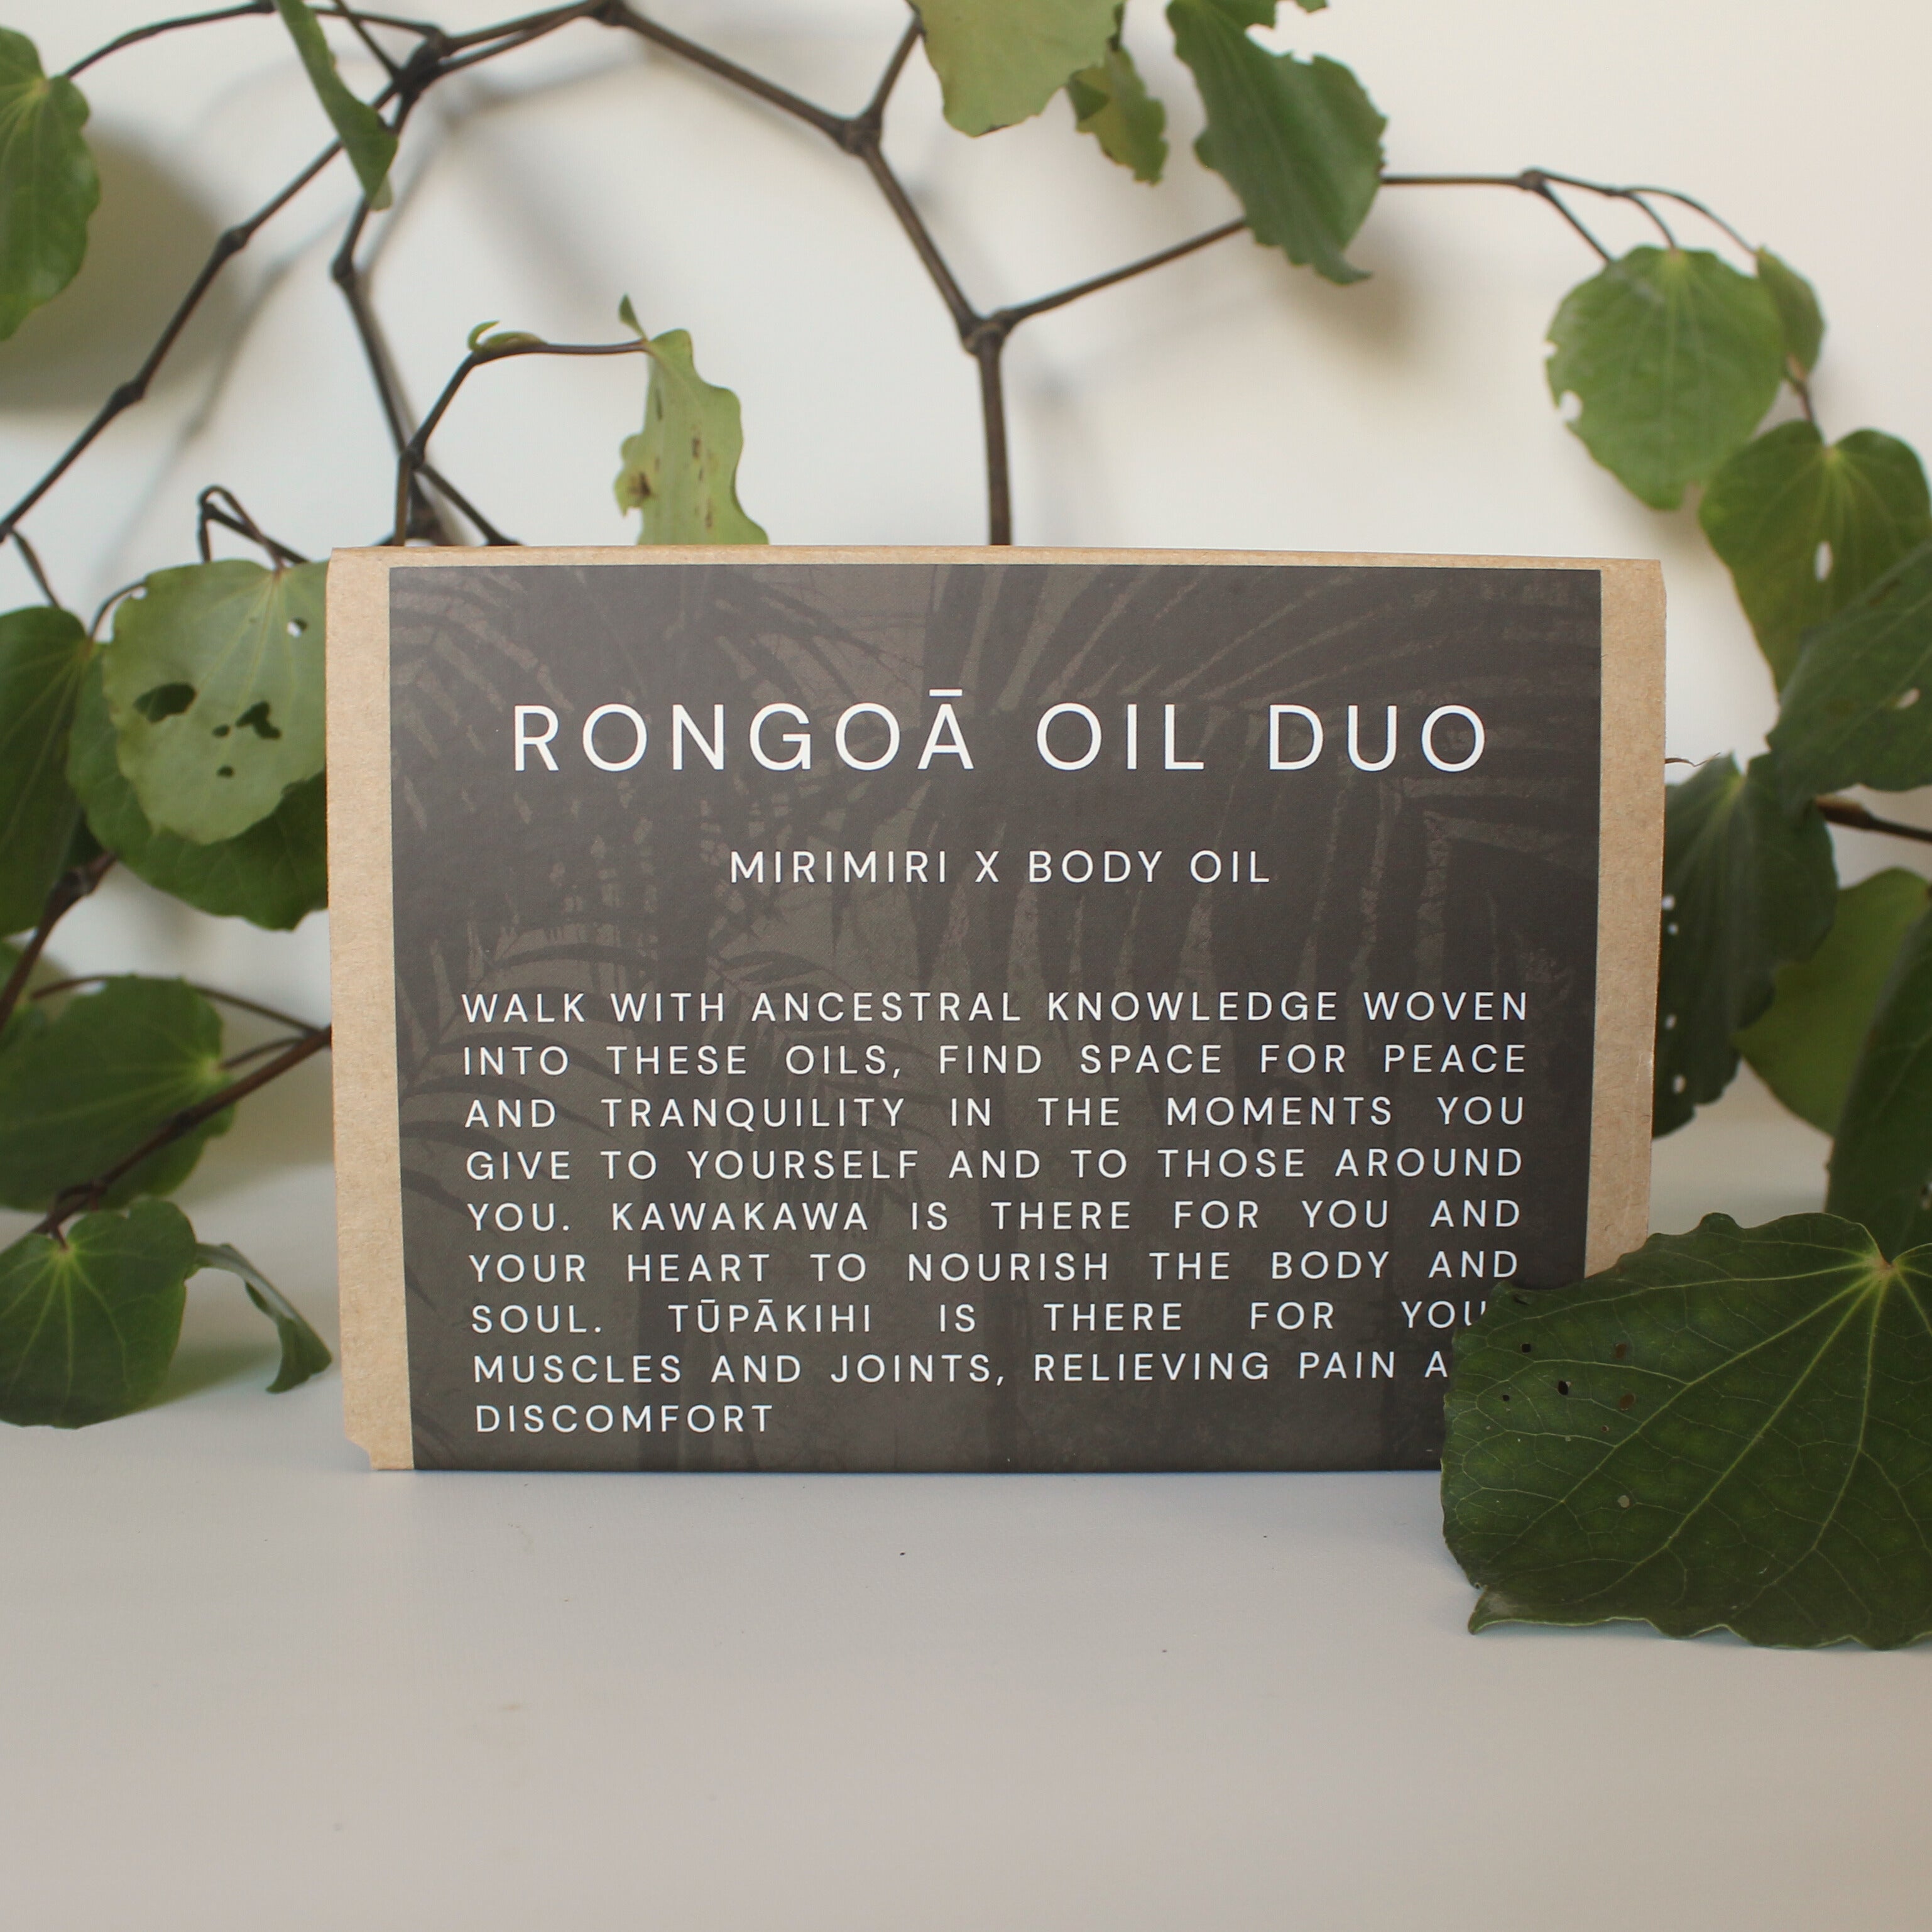 RONGOĀ OIL DUO
MIRIMIRI X BODY OIL
WALK WITH ANCESTRAL KNOWLEDGE WOVEN
INTO THESE OILS, FIND SPACE FOR PEACE
AND TRANQUILITY IN THE MOMENTS YOU
GIVE TO YOURSELF AND TO THOSE AROUND
YOU. KAWAKAWA IS THERE FOR YOU AND
YOUR HEART TO NOURISH THE BODY AND
SOUL. TŪPĀKIHI IS THERE FOR
MUSCLES AND JOINTS, RELIEVING PAIN
DISCOMFORT